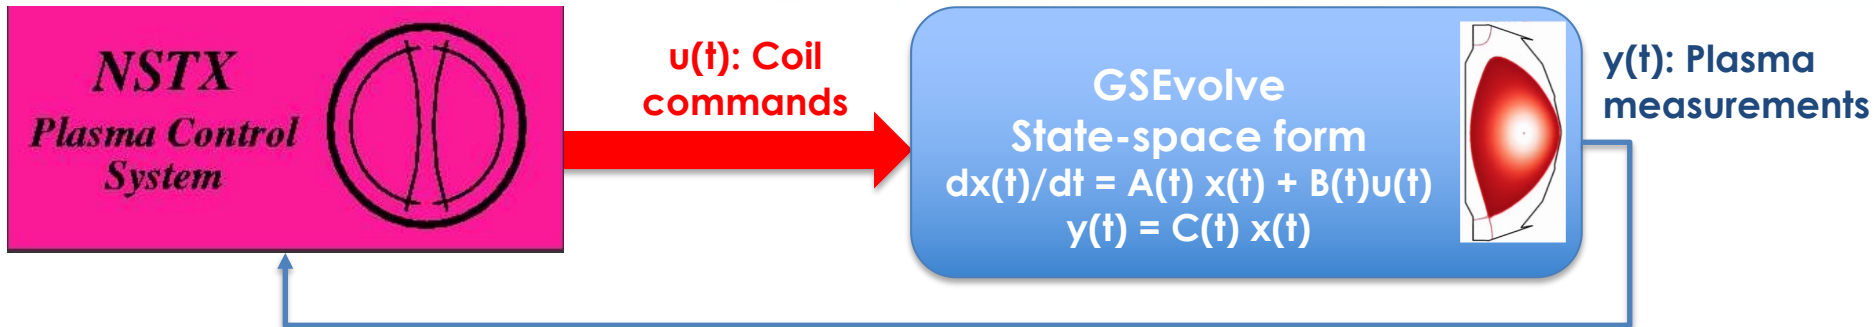 NSTX
Plasma Control
System
u(t): Coil
commands
GSEvolve
State-space form
dx(t)/dt = A(t) x(t) + B(t)u(t)
y(t) = C(t) x(t)
y(t): Plasma
measurements